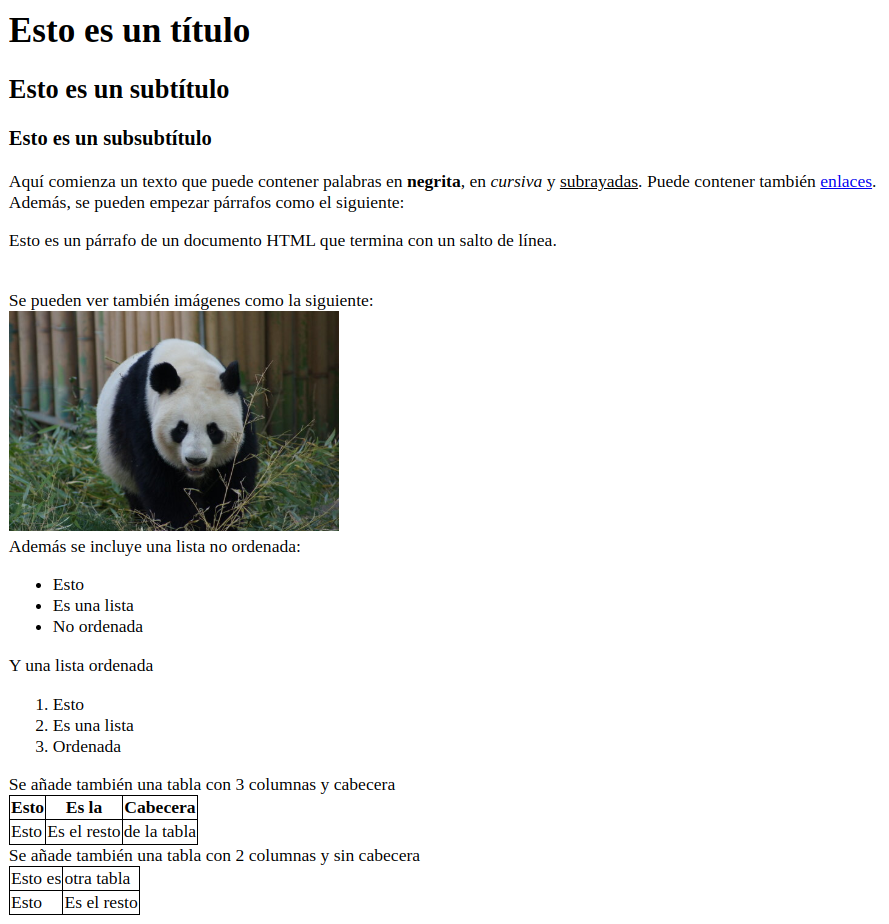 Esto es un título
Esto es un subtítulo
Esto es un subsubtítulo
Aquí comienza un texto que puede contener palabras en negrita, en cursiva y subrayadas. Puede contener también enlaces.
Además, se pueden empezar párrafos como el siguiente:
Esto es un párrafo de un documento HTML que termina con un salto de línea.
Se pueden ver también imágenes como la siguiente:
Además se incluye una lista no ordenada:
• Esto
• Es una lista
• No ordenada
Y una lista ordenada
1. Esto
2. Es una lista
3. Ordenada
Se añade también una tabla con 3 columnas y cabecera
Esto Es la Cabecera
Esto Es el resto de la tabla
Se añade también una tabla con 2 columnas y sin cabecera
Esto es otra tabla
Esto Es el resto